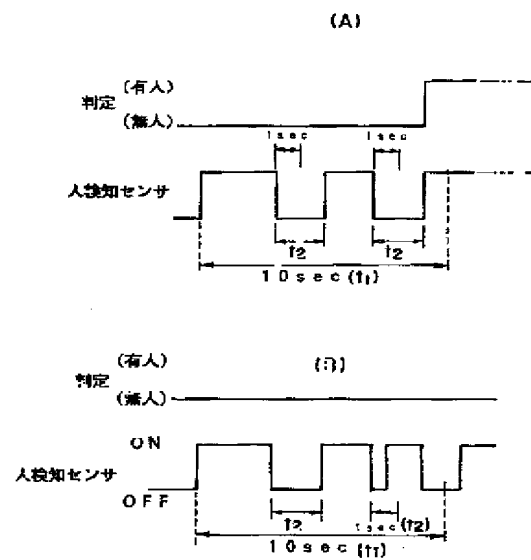 (A)
(有人)
判定
(無人)
1sec 1sec
人検知センサ
t2 t2
10sec(t1)
(有人) (B)
判定
(無人)
ON
人検知センサ
OFF
t2 1sec(t2)
10sec(t1)